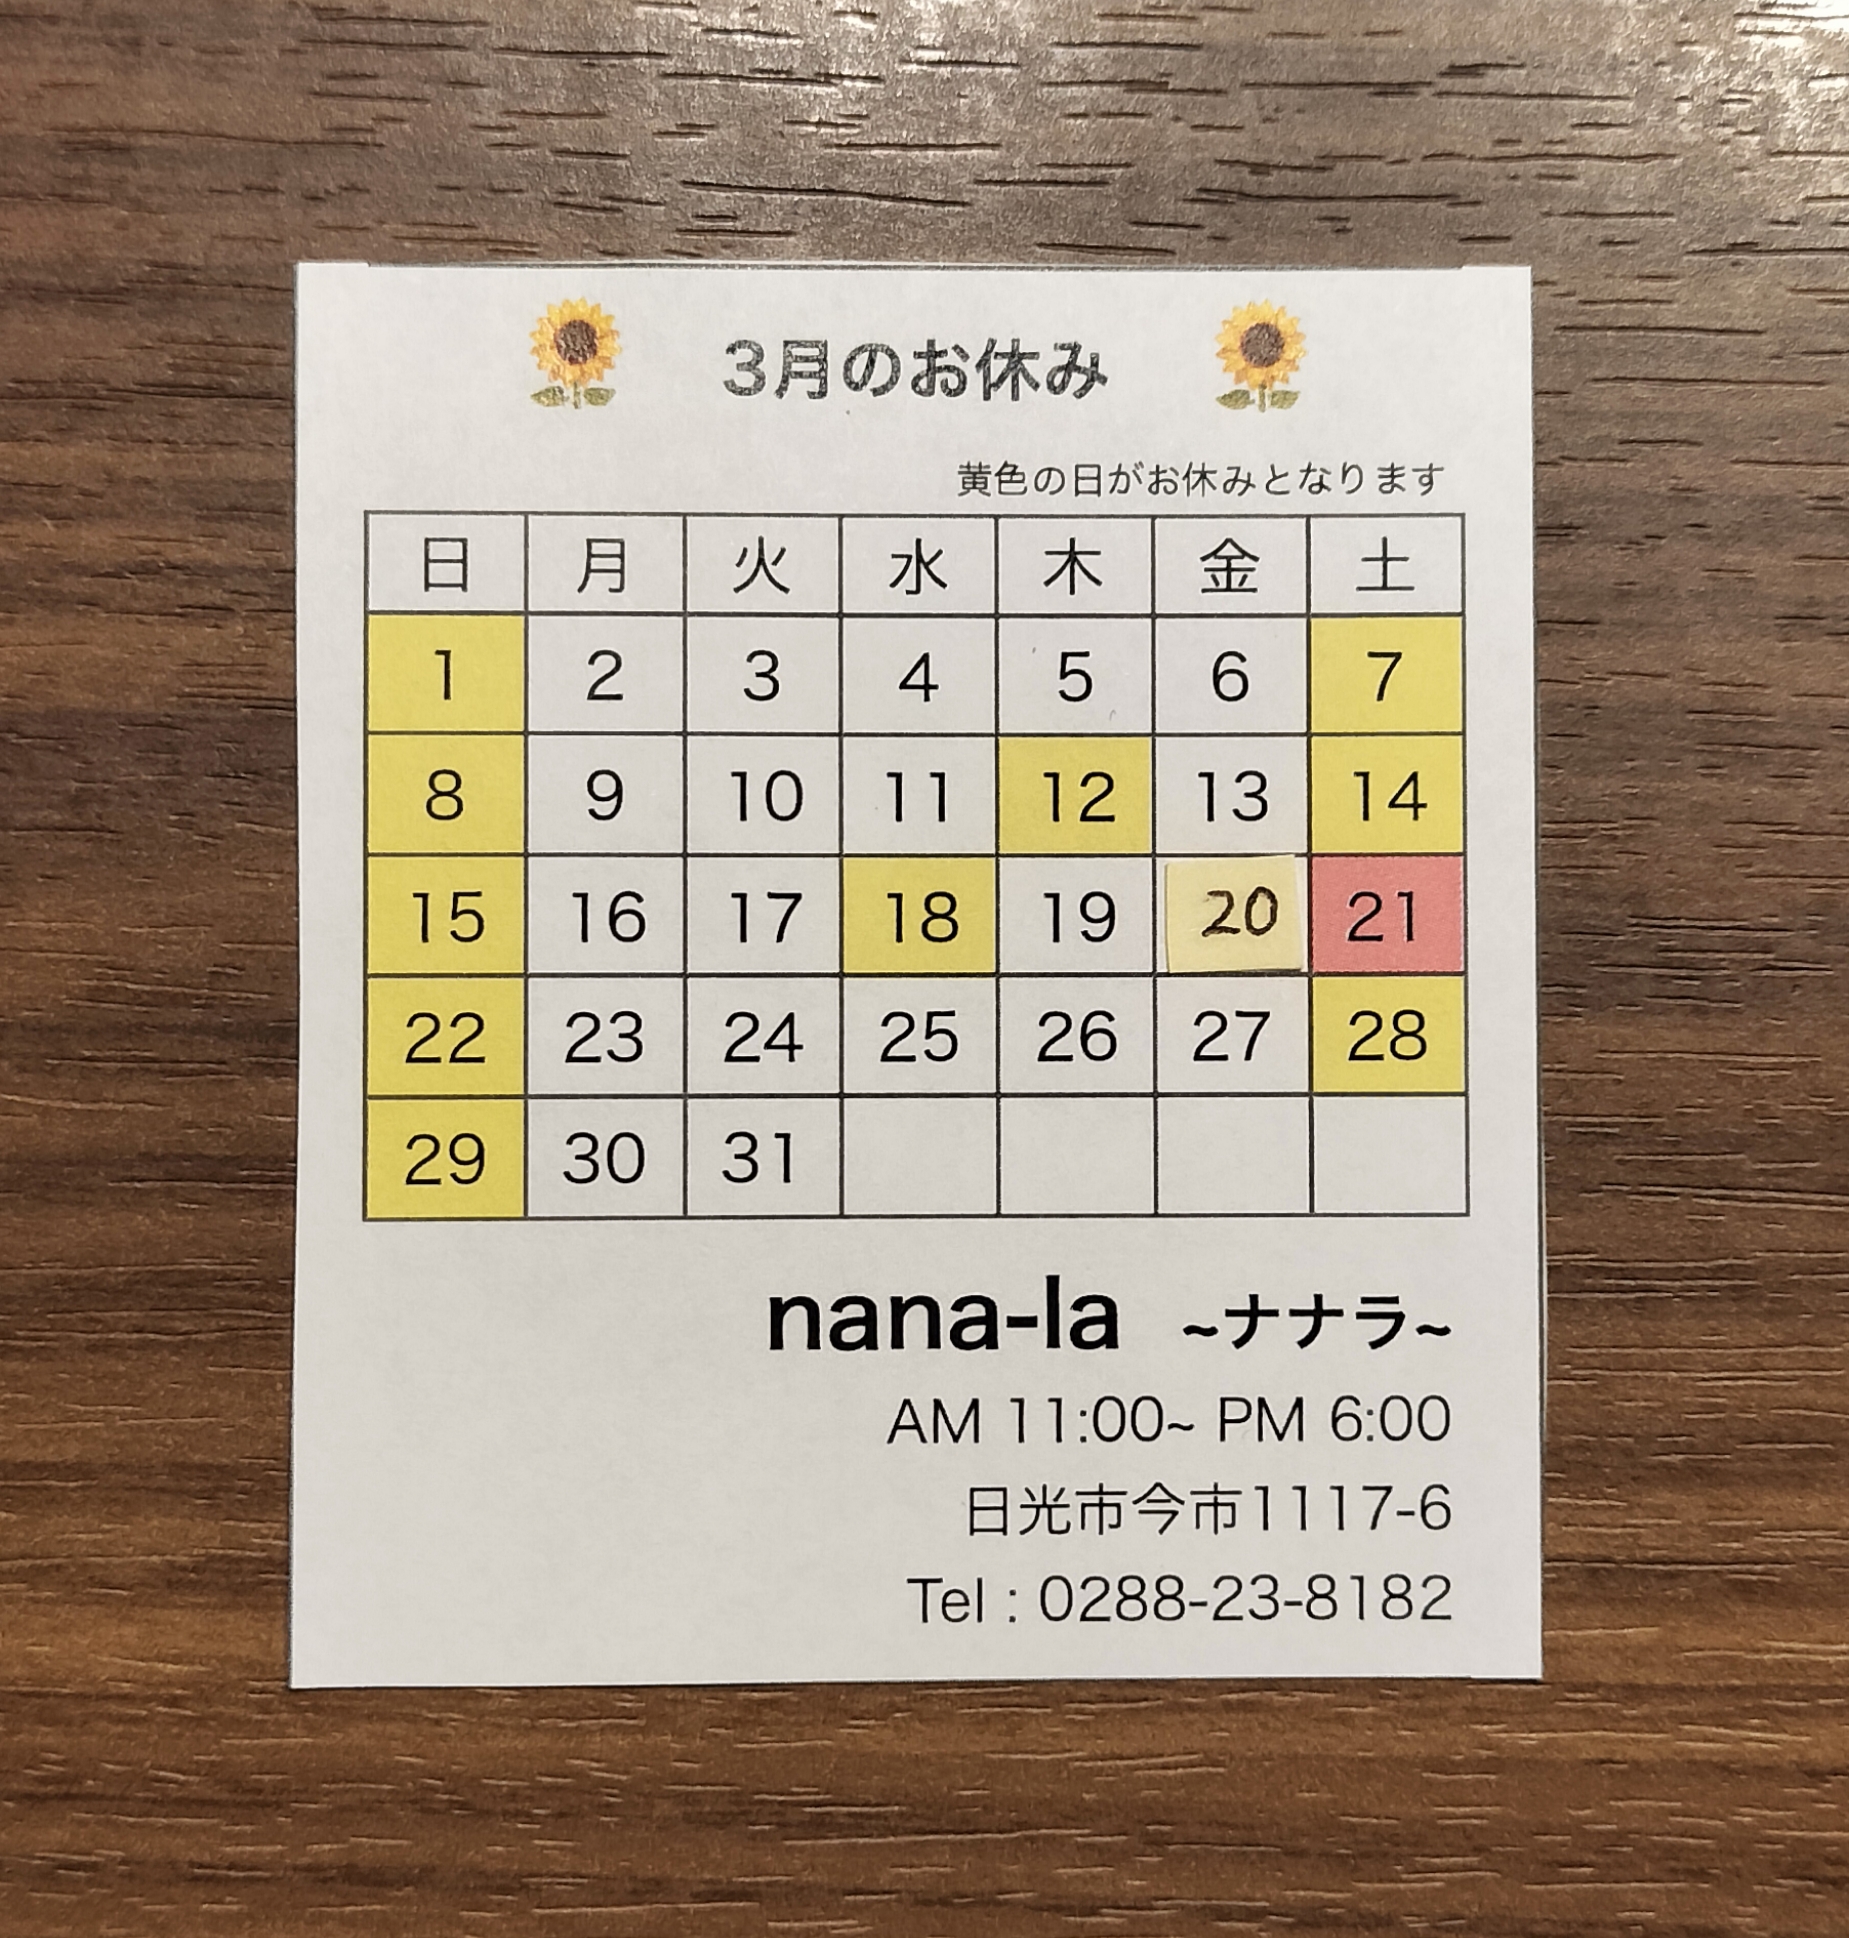 3月のお休み
黄色の日がお休みとなります
日 月 火 水 木 金 土
1 2 3 4 5 6 7
8 9 10 11 12 13 14
15 16 17 18 19 20 21
22 23 24 25 26 27 28
29 30 31
nana-la ~ナナラ~
AM 11:00~ PM 6:00
日光市今市1117-6
Tel : 0288-23-8182